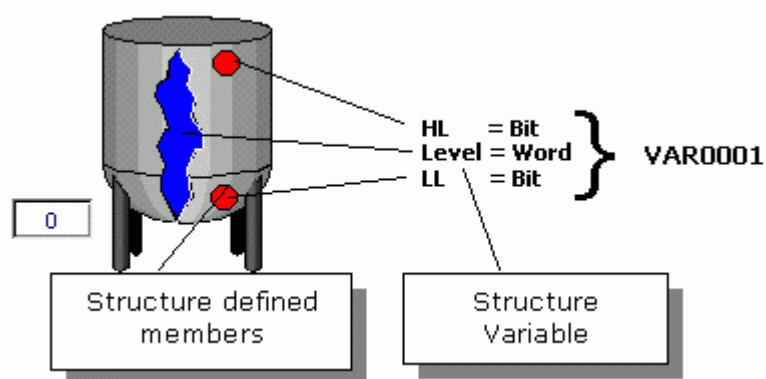 HL = Bit
Level = Word
LL = Bit
VAR0001
0
Structure defined
members
Structure
Variable